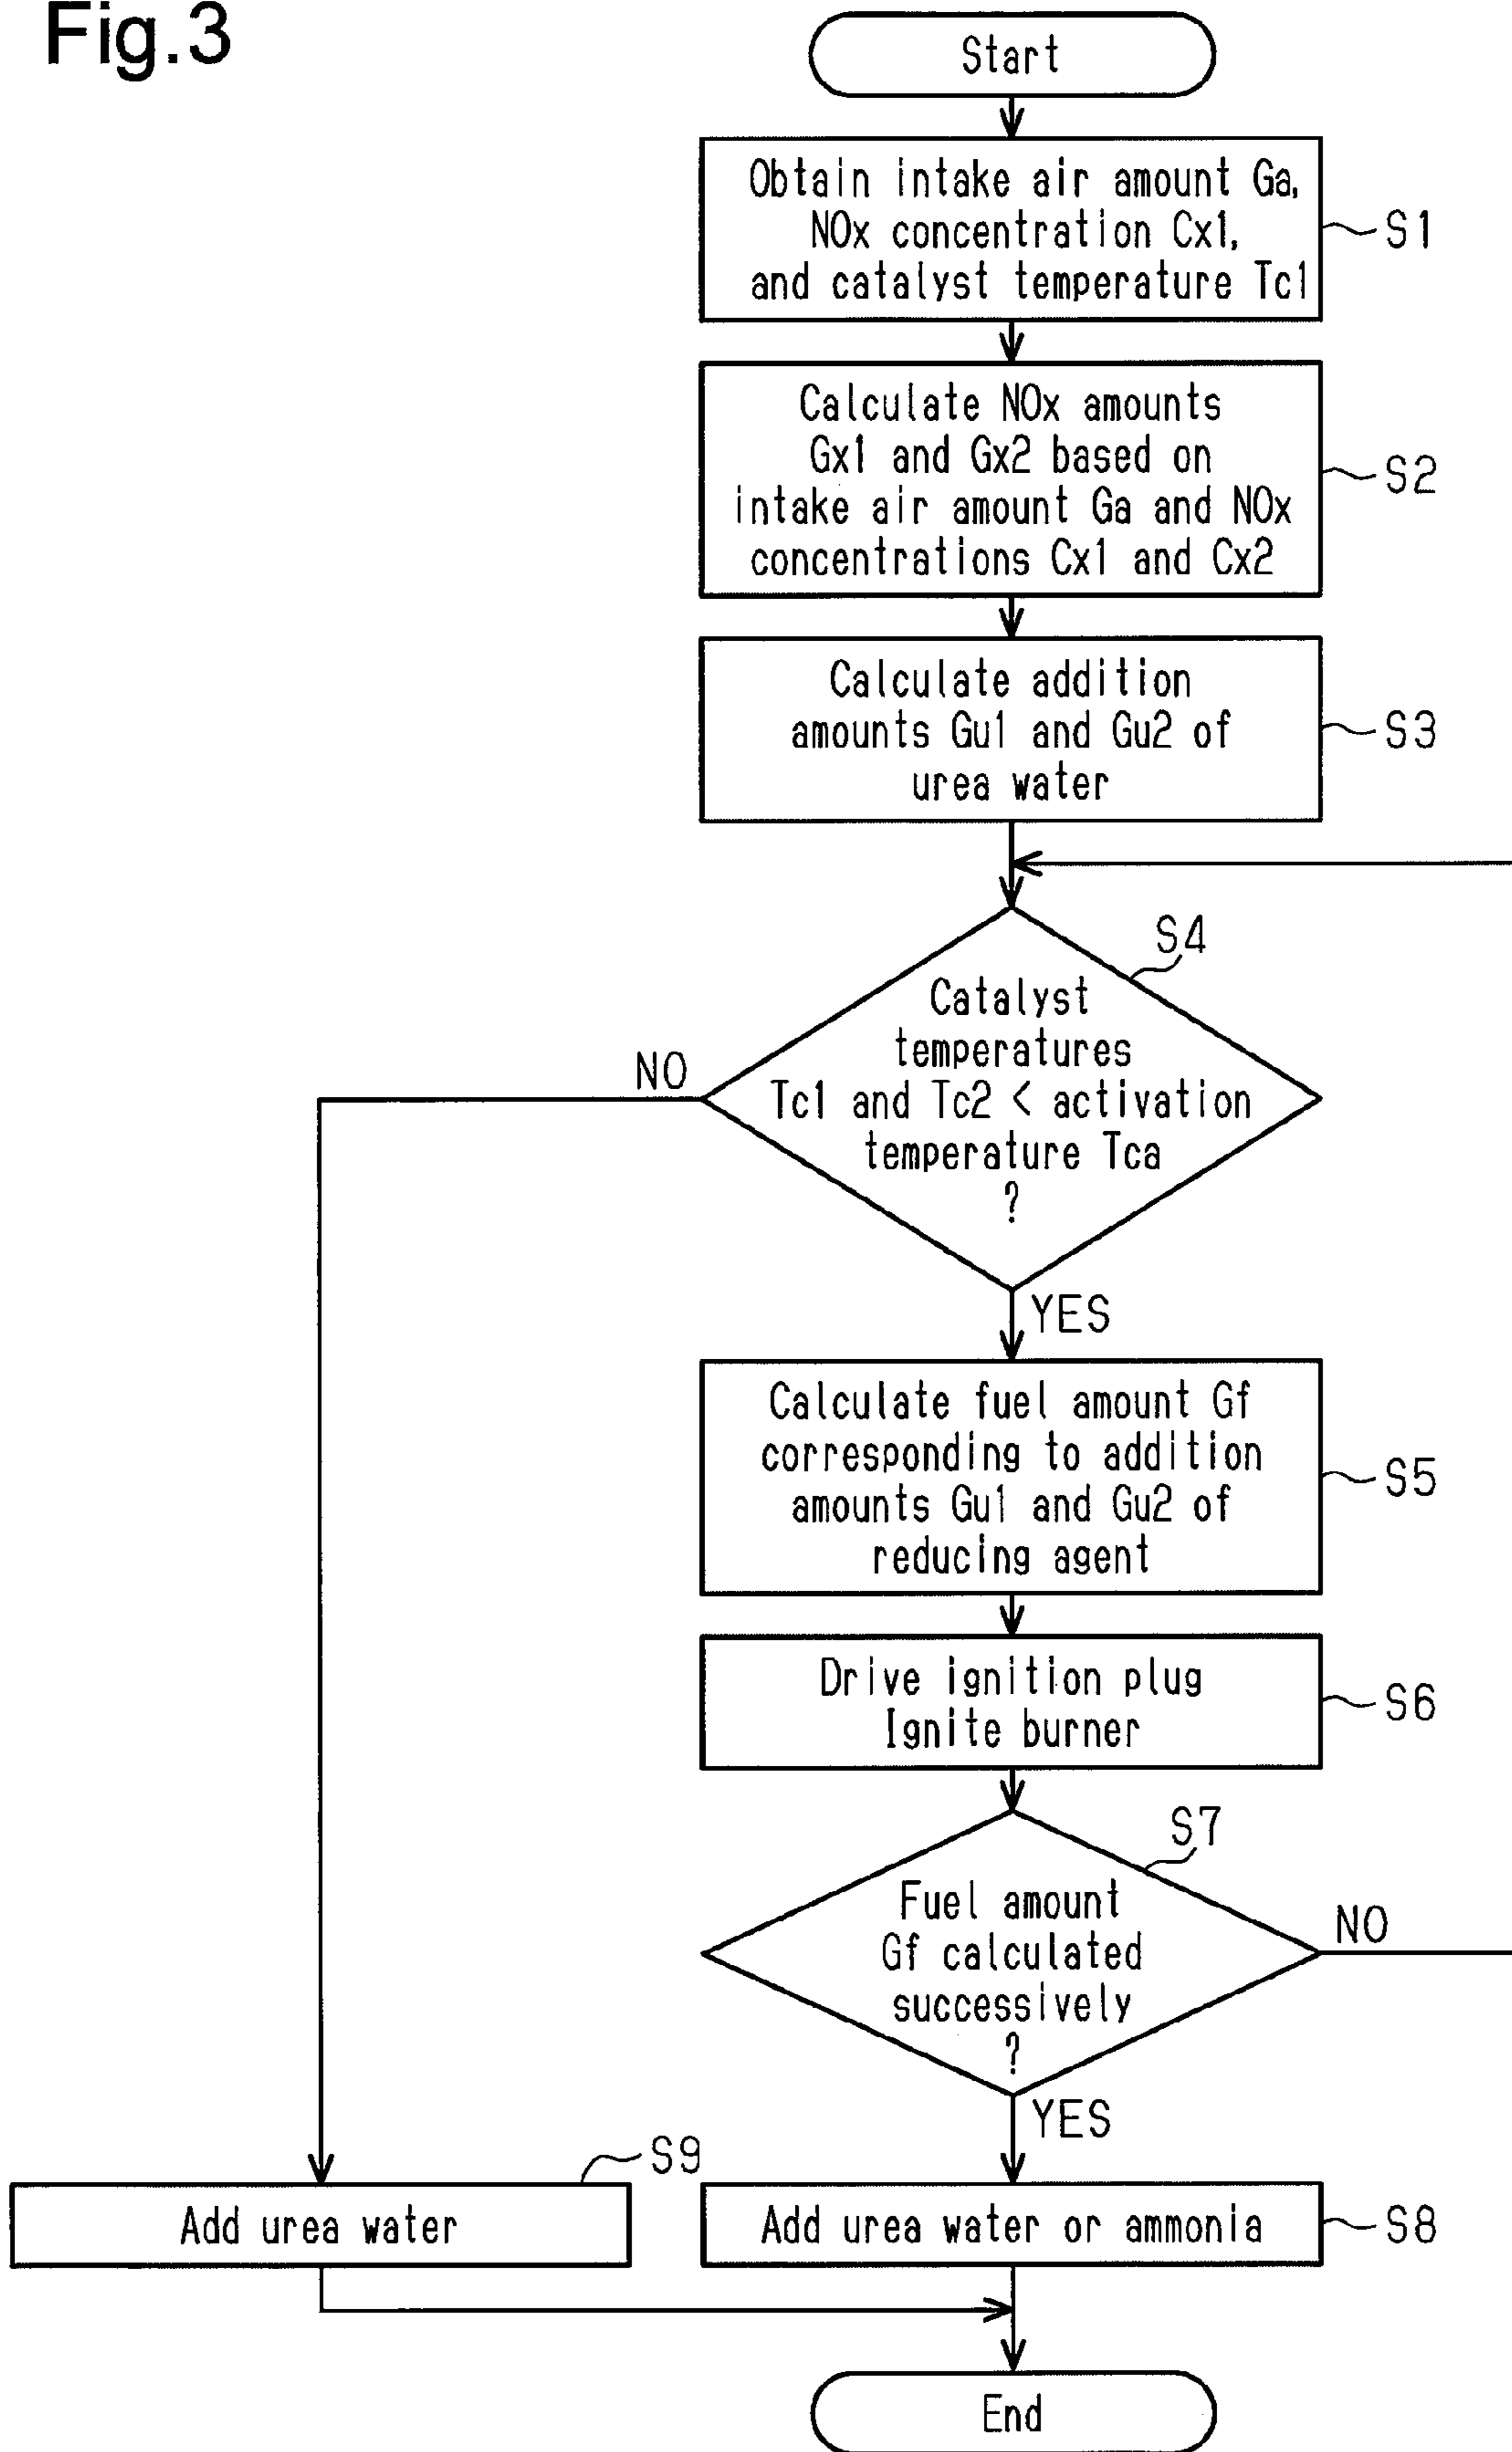 Fig.3
Start
Obtain intake air amount Ga,
NOx concentration Cx1,
and catalyst temperature Tc1
S1
Calculate NOx amounts
Gx1 and Gx2 based on
intake air amount Ga and NOx
concentrations Cx1 and Cx2
S2
Calculate addition
amounts Gu1 and Gu2 of
urea water
S3
S4
Catalyst
temperatures
Tc1 and Tc2 < activation
temperature Tca
?
NO
YES
Calculate fuel amount Gf
corresponding to addition
amounts Gu1 and Gu2 of
reducing agent
S5
Drive ignition plug
Ignite burner
S6
S7
Fuel amount
Gf calculated
successively
?
NO
YES
S9
Add urea water
Add urea water or ammonia
S8
End